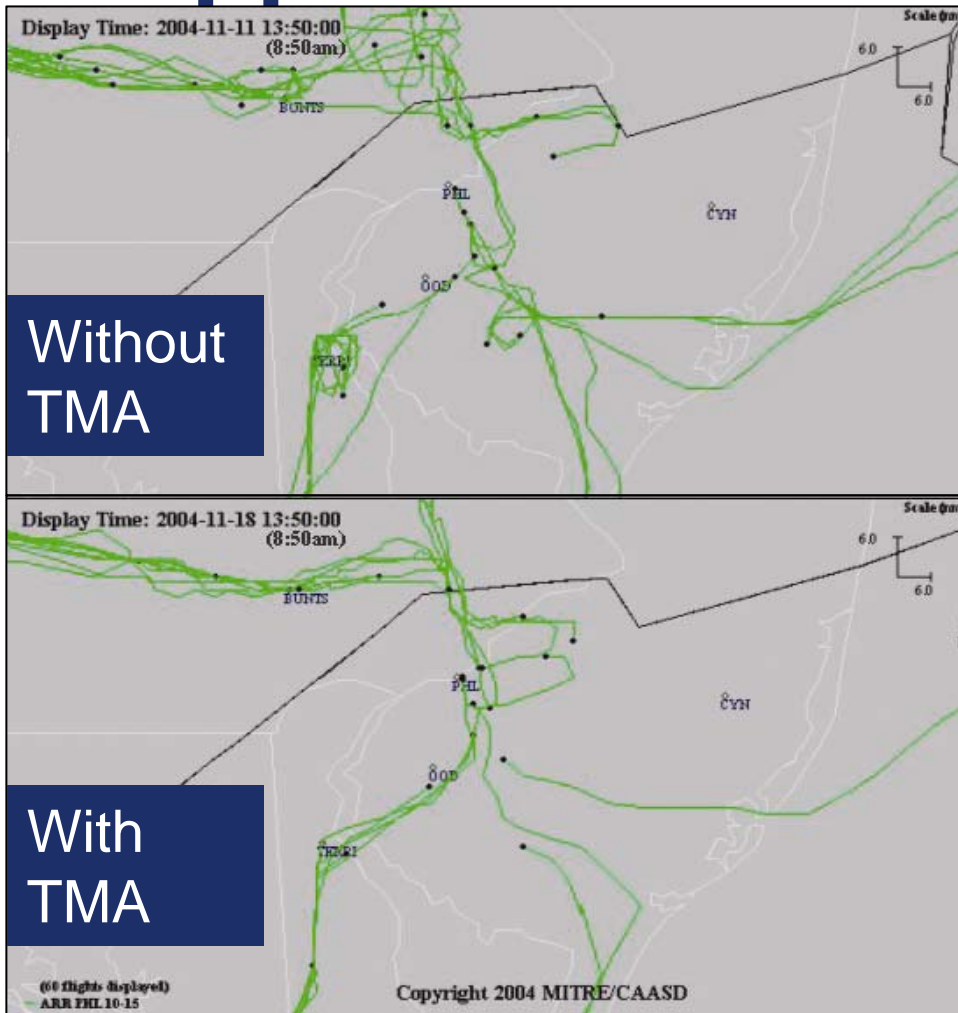 Display Time: 2004-11-11 13:50:00
(8:50am)
6.0
6.0
BUNTS
PHL
CYN
OOD
Without
TMA
Display Time: 2004-11-18 13:50:00
(8:50am)
6.0
6.0
BUNTS
PHL
CYN
OOD
TERRI
With
TMA
(60 flights displayed)
ARR PHL 10-15
Copyright 2004 MITRE/CAASD